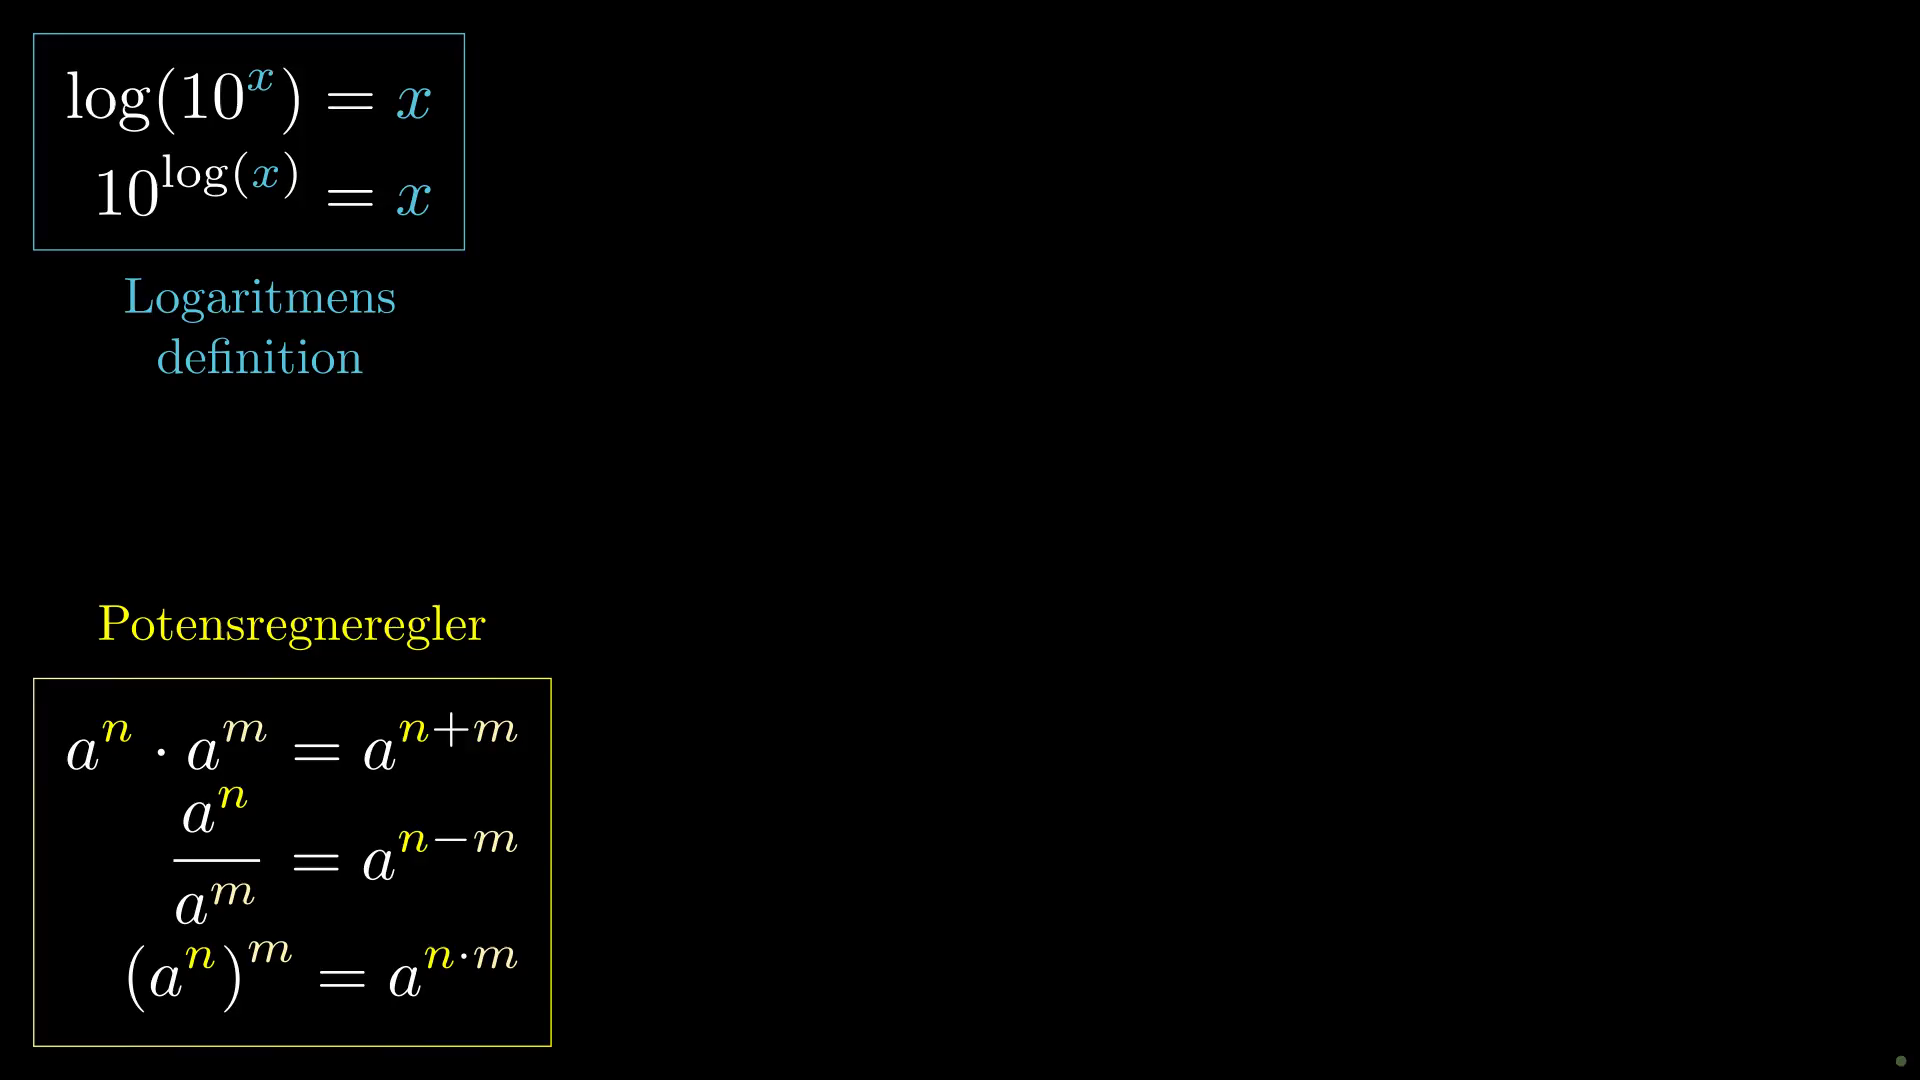 log(10^x) = x
10^log(x) = x
Logaritmens
definition
Potensregneregler
a^n · a^m = a^{n+m}
a^n / a^m = a^{n−m}
(a^n)^m = a^{n·m}